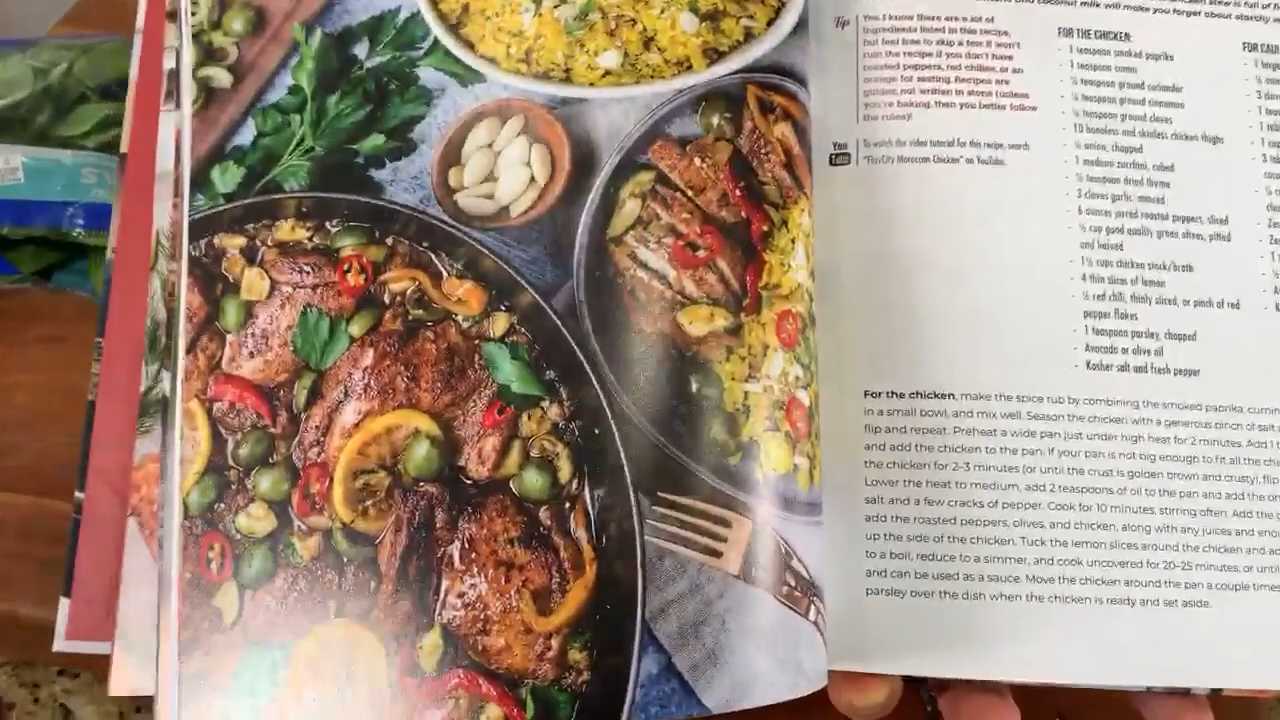 stew is full of
and coconut milk will make you forget about starchy
Tip
Yes, I know there are a lot of
ingredients listed in this recipe,
but feel free to skip a few. It won't
ruin the recipe if you don't have
roasted peppers, red chilies, or an
orange for zesting. Recipes are
guides, not written in stone (unless
you're baking, then you better follow
the rules)!
You
Tube
To watch the video tutorial for this recipe, search
"FlavCity Moroccan Chicken" on YouTube.
FOR THE CHICKEN:
- 1 teaspoon smoked paprika
- 1 teaspoon cumin
teaspoon ground coriander
teaspoon ground cinnamon
teaspoon ground cloves
- 10 boneless and skinless chicken thighs
- ½ onion, chopped
- 1 medium zucchini, cubed
- ½ teaspoon dried thyme
- 3 cloves garlic, minced
- 6 ounces jarred roasted peppers, sliced
- ½ cup good quality green olives, pitted
and halved
- 1½ cups chicken stock/broth
- 4 thin slices of lemon
- ½ red chili, thinly sliced, or pinch of red
pepper flakes
- 1 teaspoon parsley, chopped
- Avocado or olive oil
- Kosher salt and fresh pepper
FOR
For the chicken, make the spice rub by combining the smoked paprika,
in a small bowl, and mix well. Season the chicken with a generous pinch of salt
flip and repeat. Preheat a wide pan just under high heat for 2 minutes. Add 1
and add the chicken to the pan. If your pan is not big enough to fit all the
the chicken for 2–3 minutes (or until the crust is golden brown and crusty), flip
Lower the heat to medium, add 2 teaspoons of oil to the pan and add the
salt and a few cracks of pepper. Cook for 10 minutes, stirring often. Add the
add the roasted peppers, olives, and chicken, along with any juices and
up the side of the chicken. Tuck the lemon slices around the chicken and
to a boil, reduce to a simmer, and cook uncovered for 20–25 minutes, or until
and can be used as a sauce. Move the chicken around the pan a couple times
parsley over the dish when the chicken is ready and set aside.